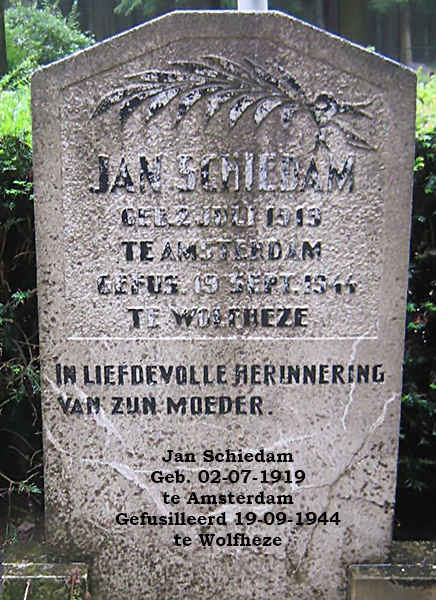 JAN SCHIEDAM
GEB. 2 JULI 1919
TE AMSTERDAM
GEFUS. 19 SEPT. 1944
TE WOLFHEZE
IN LIEFDEVOLLE HERINNERING
VAN ZIJN MOEDER.
Jan Schiedam
Geb. 02-07-1919
te Amsterdam
Gefusilleerd 19-09-1944
te Wolfheze